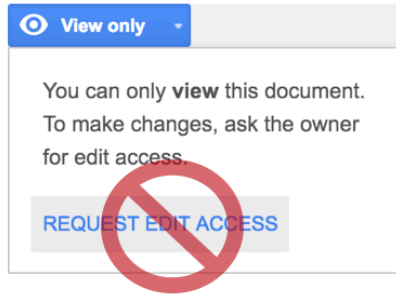 View only
You can only view this document.
To make changes, ask the owner
for edit access.
REQUEST EDIT ACCESS